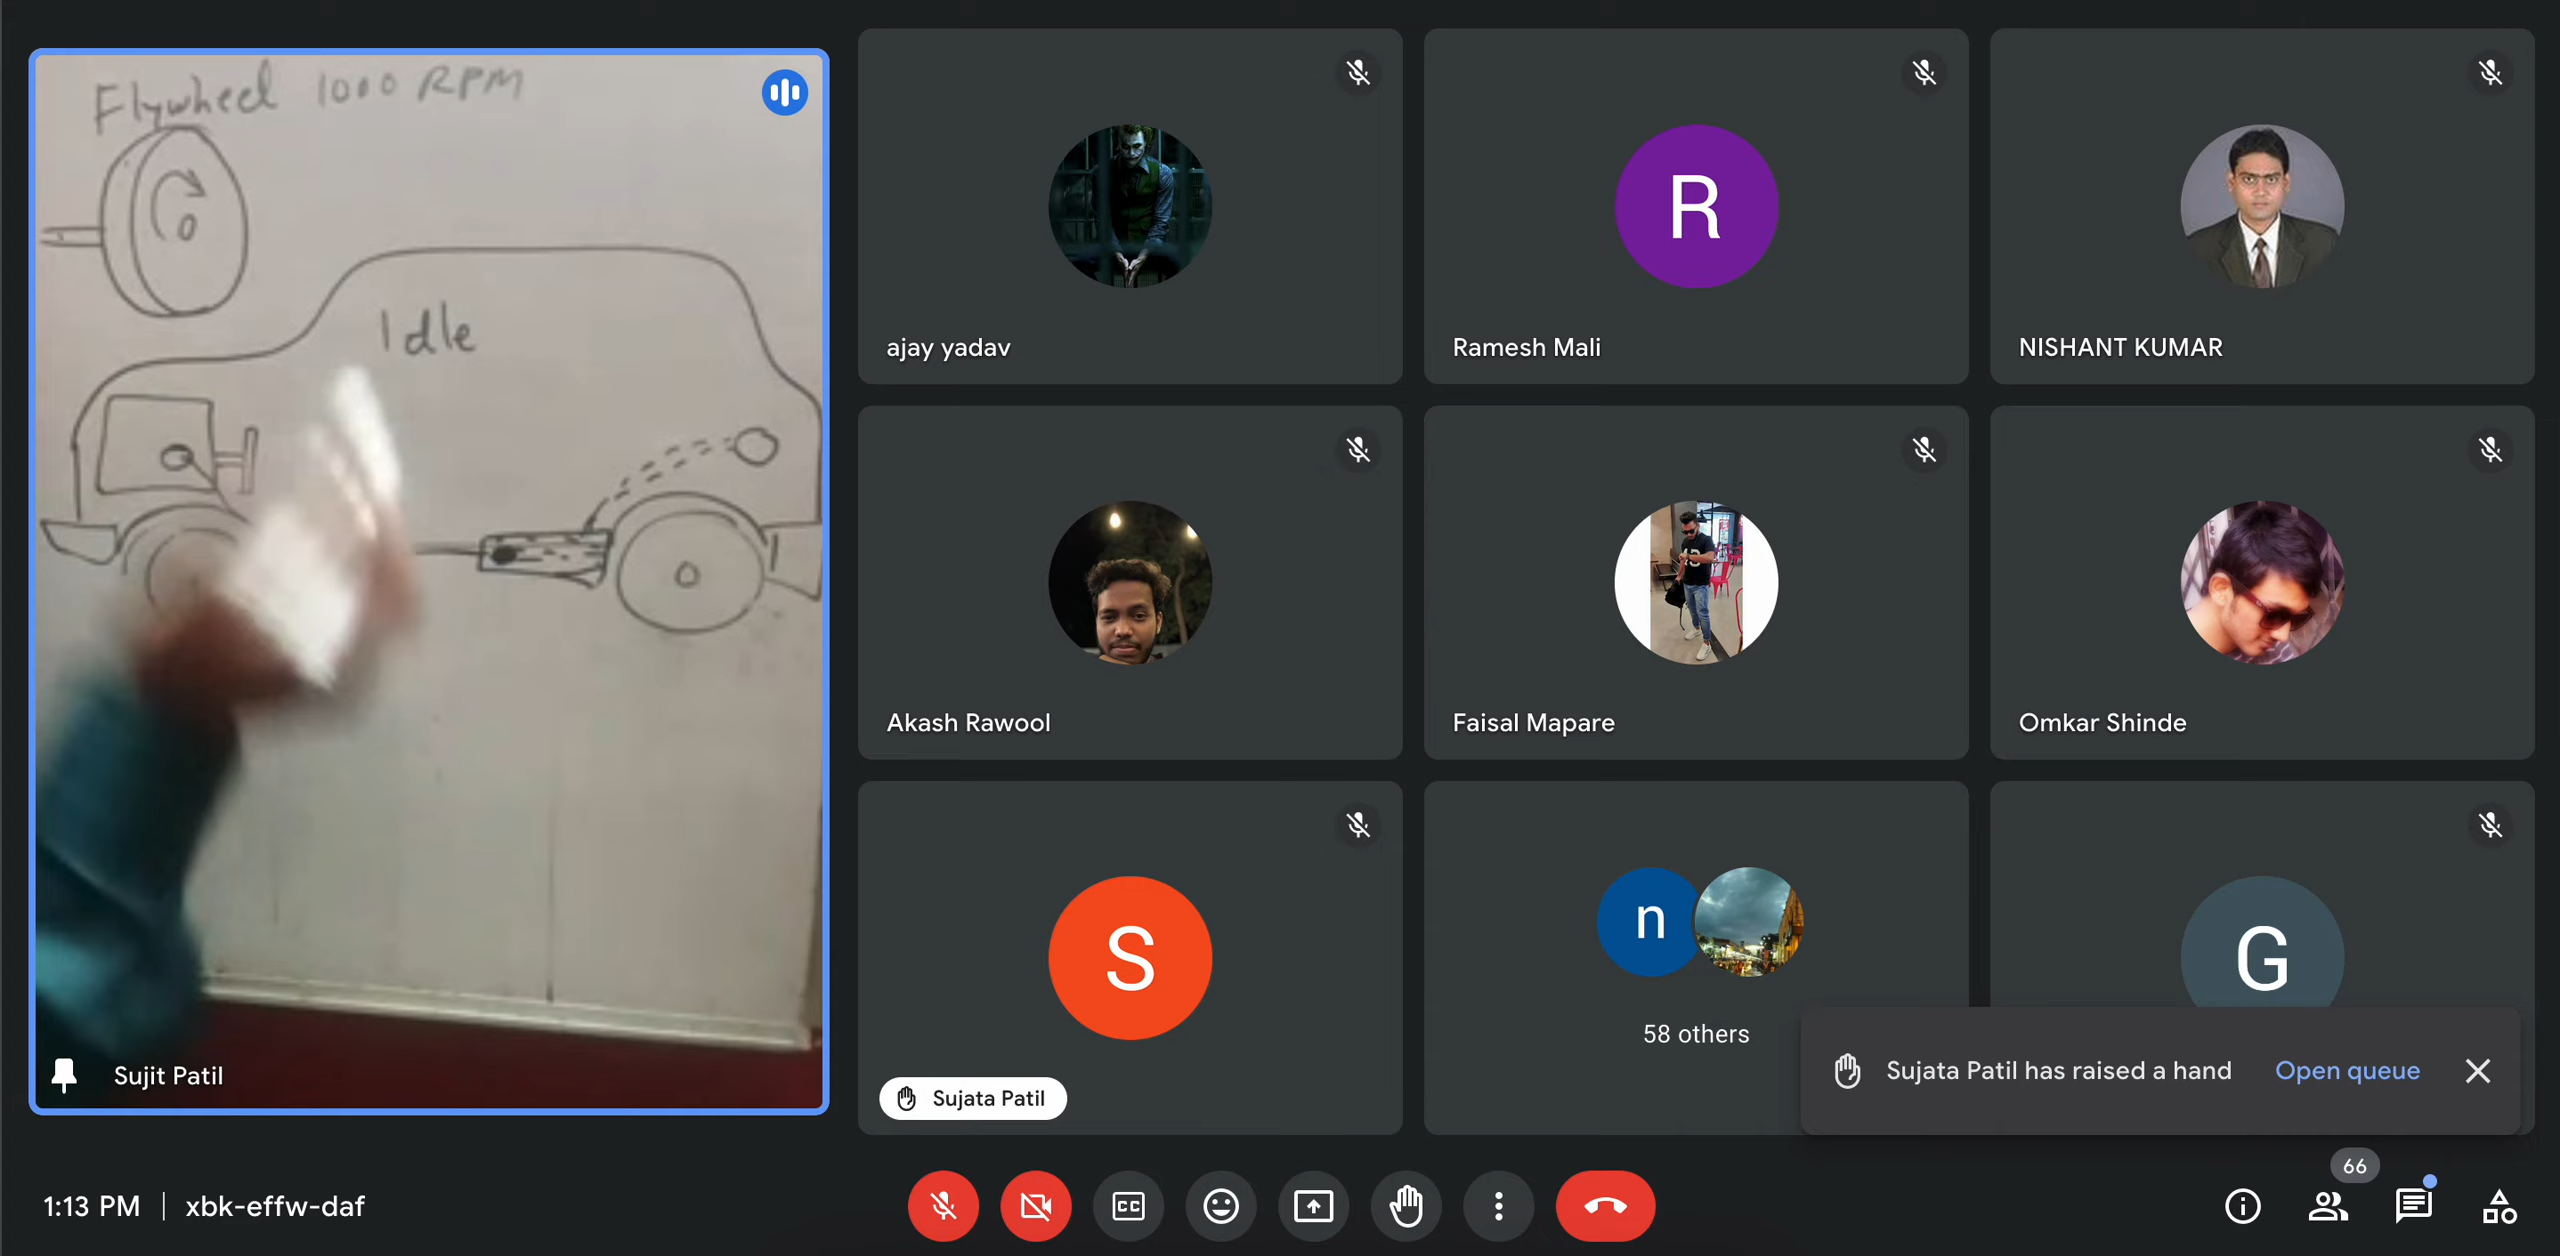 Flywheel 1000 RPM
Idle
Sujit Patil
ajay yadav
R
Ramesh Mali
NISHANT KUMAR
Akash Rawool
Faisal Mapare
Omkar Shinde
S
Sujata Patil
n
58 others
G
Sujata Patil has raised a hand Open queue
1:13 PM | xbk-effw-daf
CC
66